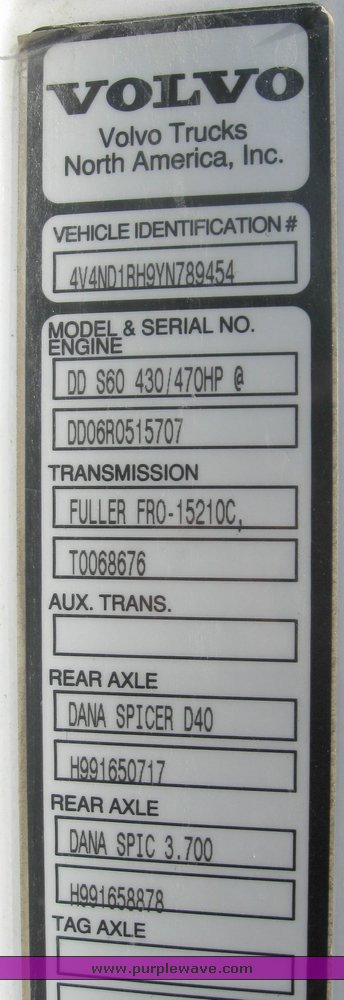 VOLVO
Volvo Trucks
North America, Inc.
VEHICLE IDENTIFICATION #
4V4ND1RH9YN789454
MODEL & SERIAL NO.
ENGINE
DD S60 430/470HP @
DD06R0515707
TRANSMISSION
FULLER FRO-15210C,
T0068676
AUX. TRANS.
REAR AXLE
DANA SPICER D40
H991650717
REAR AXLE
DANA SPIC 3.700
H991658878
TAG AXLE
www.purplewave.com